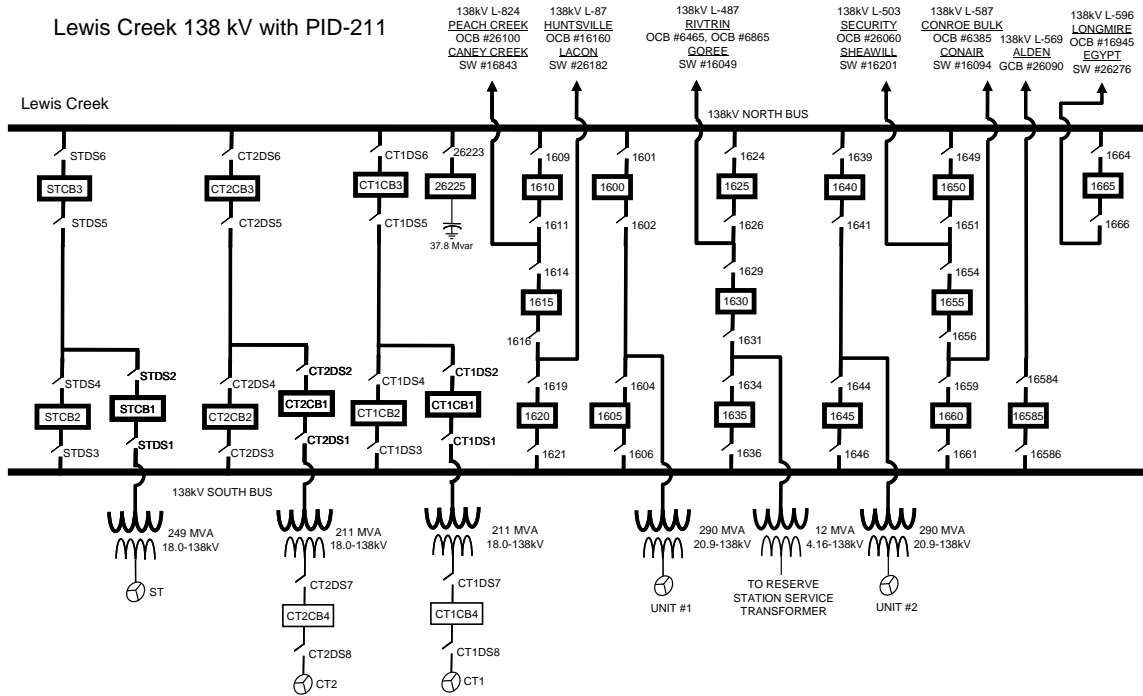 Lewis Creek 138 kV with PID-211
138kV L-824
PEACH CREEK
OCB #26100
CANEY CREEK
SW #16843
138kV L-87
HUNTSVILLE
OCB #16160
LACON
SW #26182
138kV L-487
RIVTRIN
OCB #6465, OCB #6865
GOREE
SW #16049
138kV L-503
SECURITY
OCB #26060
SHEAWILL
SW #16201
138kV L-587
CONROE BULK
OCB #6385
CONAIR
SW #16094
138kV L-569
ALDEN
GCB #26090
138kV L-596
LONGMIRE
OCB #16945
EGYPT
SW #26276
Lewis Creek
138kV NORTH BUS
STDS6
STCB3
STDS5
STDS4
STCB2
STDS3
STDS2
STCB1
STDS1
CT2DS6
CT2CB3
CT2DS5
CT2DS4
CT2CB2
CT2DS3
CT2DS2
CT2CB1
CT2DS1
CT1DS6
CT1CB3
CT1DS5
CT1DS4
CT1CB2
CT1DS3
CT1DS2
CT1CB1
CT1DS1
26223
26225
37.8 Mvar
1609
1610
1611
1614
1615
1616
1619
1620
1621
1601
1600
1602
1604
1605
1606
1624
1625
1626
1629
1630
1631
1634
1635
1636
1639
1640
1641
1644
1645
1646
1649
1650
1651
1654
1655
1656
1659
1660
1661
16584
16585
16586
1664
1665
1666
138kV SOUTH BUS
249 MVA
18.0-138kV
ST
211 MVA
18.0-138kV
CT2DS7
CT2CB4
CT2DS8
CT2
211 MVA
18.0-138kV
CT1DS7
CT1CB4
CT1DS8
CT1
290 MVA
20.9-138kV
UNIT #1
12 MVA
4.16-138kV
TO RESERVE
STATION SERVICE
TRANSFORMER
290 MVA
20.9-138kV
UNIT #2